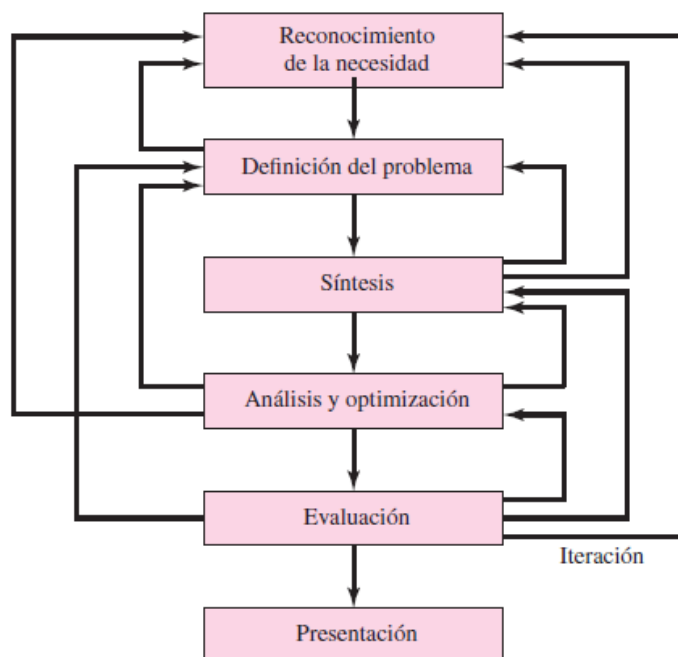 Reconocimiento
de la necesidad
Definición del problema
Síntesis
Análisis y optimización
Evaluación
Iteración
Presentación